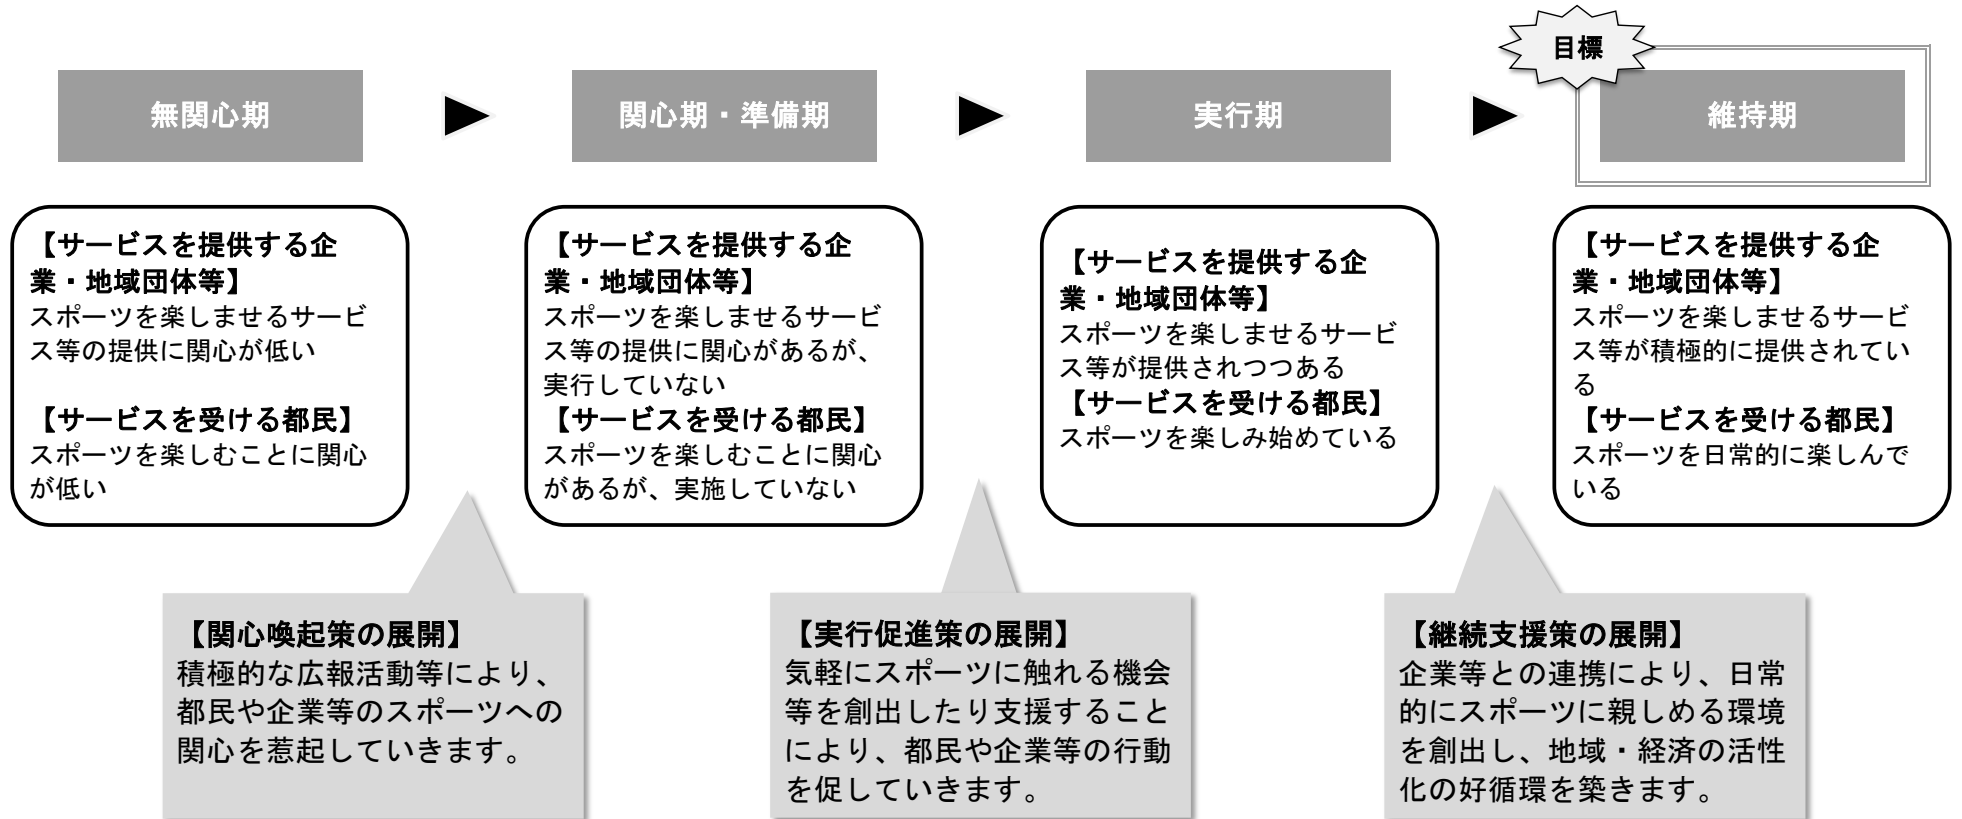 目標
無関心期
関心期・準備期
実行期
維持期
【サービスを提供する企
業・地域団体等】
スポーツを楽しませるサービ
ス等の提供に関心が低い
【サービスを受ける都民】
スポーツを楽しむことに関心
が低い
【サービスを提供する企
業・地域団体等】
スポーツを楽しませるサービ
ス等の提供に関心があるが、
実行していない
【サービスを受ける都民】
スポーツを楽しむことに関心
があるが、実施していない
【サービスを提供する企
業・地域団体等】
スポーツを楽しませるサービ
ス等が提供されつつある
【サービスを受ける都民】
スポーツを楽しみ始めている
【サービスを提供する企
業・地域団体等】
スポーツを楽しませるサービ
ス等が積極的に提供されてい
る
【サービスを受ける都民】
スポーツを日常的に楽しんで
いる
【関心喚起策の展開】
積極的な広報活動等により、
都民や企業等のスポーツへの
関心を惹起していきます。
【実行促進策の展開】
気軽にスポーツに触れる機会
等を創出したり支援すること
により、都民や企業等の行動
を促していきます。
【継続支援策の展開】
企業等との連携により、日常
的にスポーツに親しめる環境
を創出し、地域・経済の活性
化の好循環を築きます。